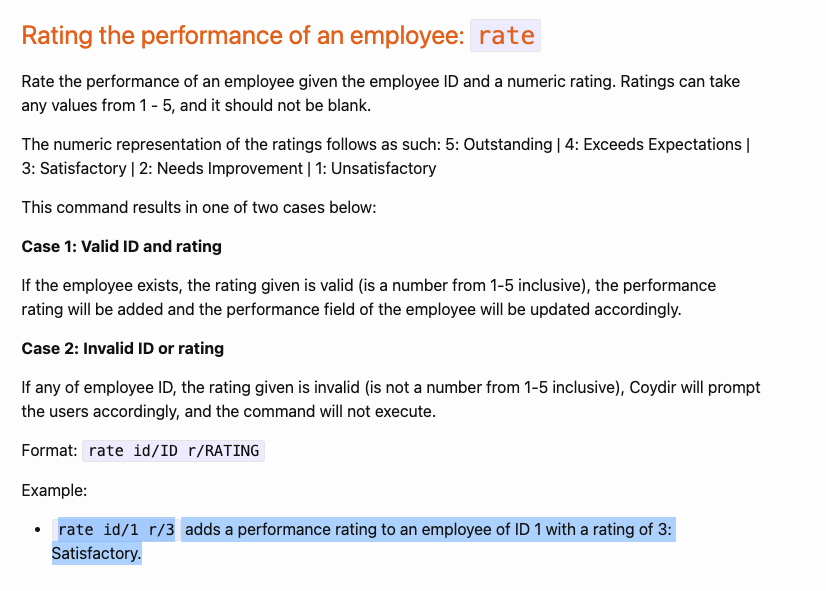 Rating the performance of an employee: rate
Rate the performance of an employee given the employee ID and a numeric rating. Ratings can take
any values from 1 - 5, and it should not be blank.
The numeric representation of the ratings follows as such: 5: Outstanding | 4: Exceeds Expectations |
3: Satisfactory | 2: Needs Improvement | 1: Unsatisfactory
This command results in one of two cases below:
Case 1: Valid ID and rating
If the employee exists, the rating given is valid (is a number from 1-5 inclusive), the performance
rating will be added and the performance field of the employee will be updated accordingly.
Case 2: Invalid ID or rating
If any of employee ID, the rating given is invalid (is not a number from 1-5 inclusive), Coydir will prompt
the users accordingly, and the command will not execute.
Format: rate id/ID r/RATING
Example:
• rate id/1 r/3 adds a performance rating to an employee of ID 1 with a rating of 3:
Satisfactory.